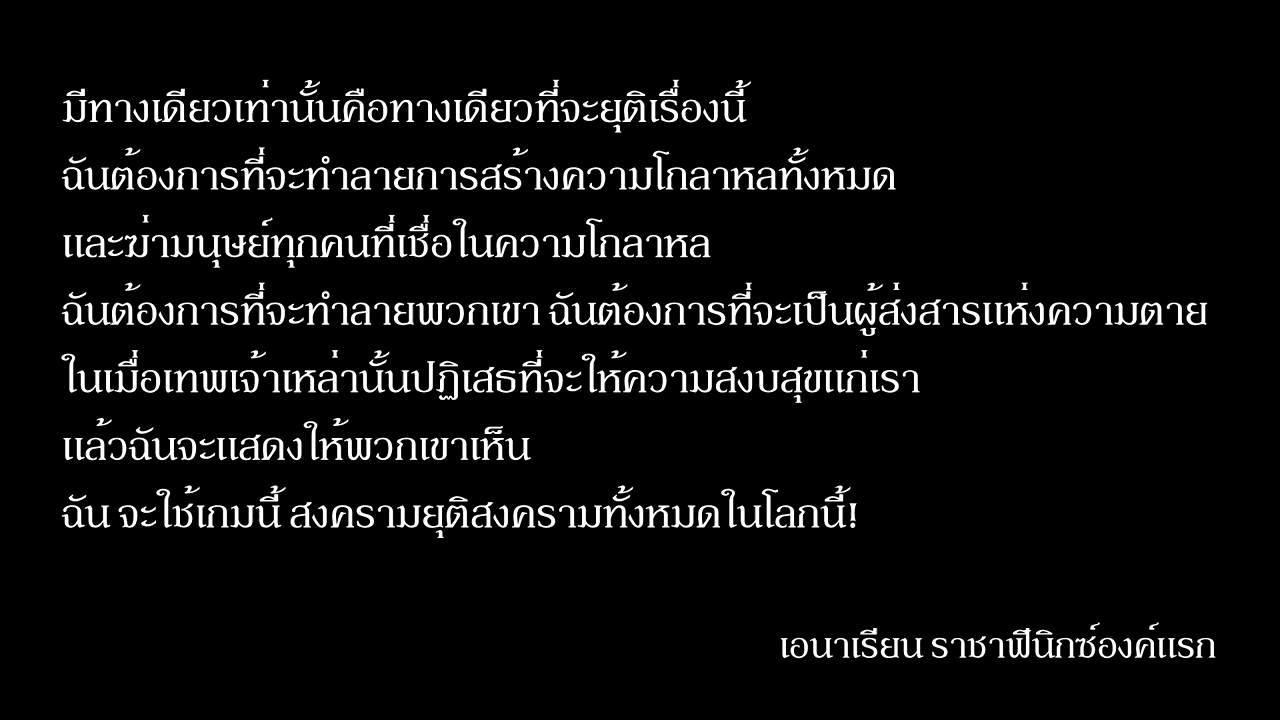 มีทางเดียวเท่านั้นคือทางเดียวที่จะยุติเรื่องนี้
ฉันต้องการที่จะทำลายการสร้างความโกลาหลทั้งหมด
และฆ่ามนุษย์ทุกคนที่เชื่อในความโกลาหล
ฉันต้องการที่จะทำลายพวกเขา ฉันต้องการที่จะเป็นผู้ส่งสารแห่งความตาย
ในเมื่อเทพเจ้าเหล่านั้นปฏิเสธที่จะให้ความสงบสุขแก่เรา
แล้วฉันจะแสดงให้พวกเขาเห็น
ฉัน จะใช้เกมนี้ สงครามยุติสงครามทั้งหมดในโลกนี้!
เอนาเรียน ราชาฟีนิกซ์องค์แรก